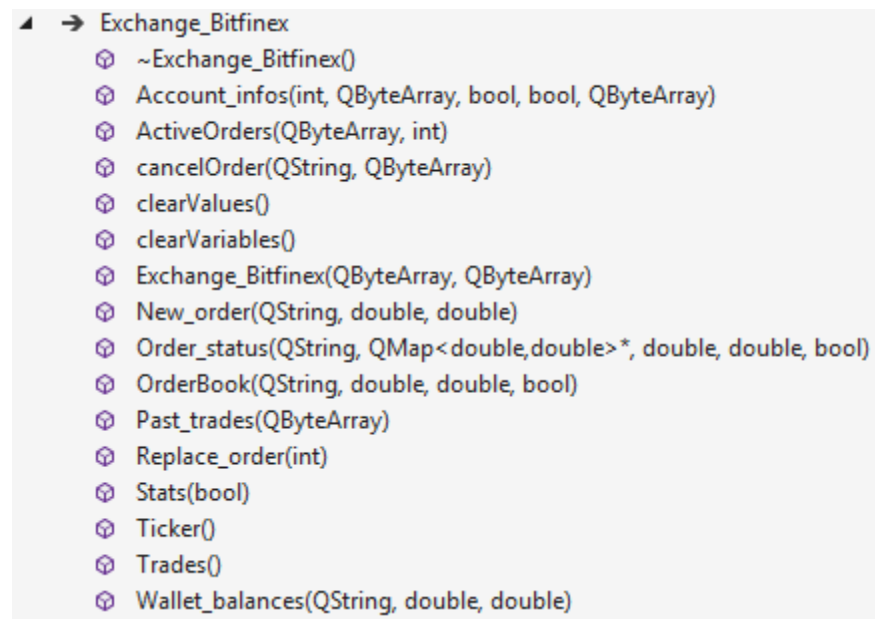 Exchange_Bitfinex
~Exchange_Bitfinex()
Account_infos(int, QByteArray, bool, bool, QByteArray)
ActiveOrders(QByteArray, int)
cancelOrder(QString, QByteArray)
clearValues()
clearVariables()
Exchange_Bitfinex(QByteArray, QByteArray)
New_order(QString, double, double)
Order_status(QString, QMap<double,double>*, double, double, bool)
OrderBook(QString, double, double, bool)
Past_trades(QByteArray)
Replace_order(int)
Stats(bool)
Ticker()
Trades()
Wallet_balances(QString, double, double)